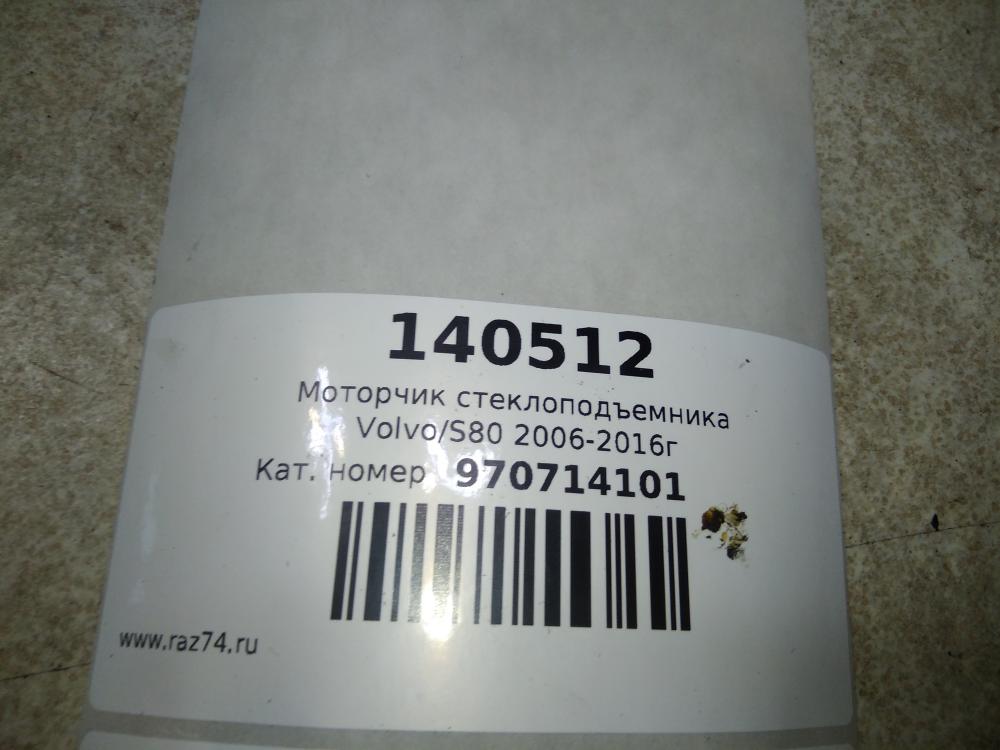 140512
Моторчик стеклоподъемника
Volvo/S80 2006-2016г
Кат. номер 970714101
www.raz74.ru